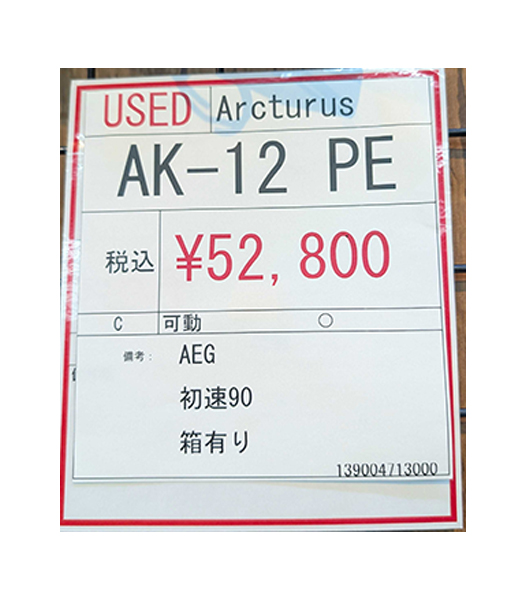 USED Arcturus
AK-12 PE
税込 ¥52,800
C 可動 ○
備考: AEG
初速90
箱有り
139004713000